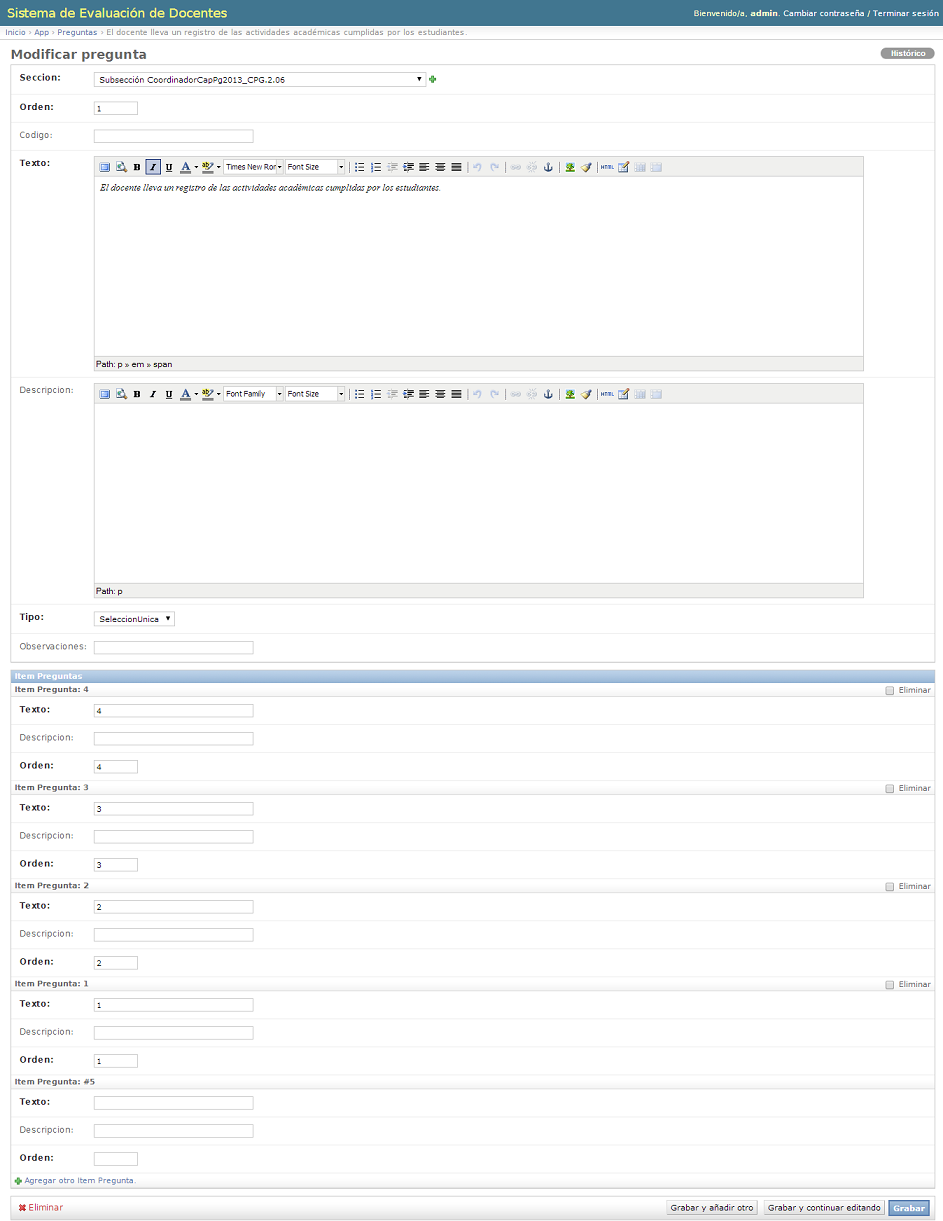 Sistema de Evaluación de Docentes
Bienvenido/a, admin. Cambiar contraseña / Terminar sesión
Inicio › App › Preguntas › El docente lleva un registro de las actividades académicas cumplidas por los estudiantes.
Modificar pregunta
Histórico
Seccion: Subsección CoordinadorCapPg2013_CPG.2.06
Orden: 1
Codigo:
Texto:
B I U A ab Times New Ror Font Size HTML
El docente lleva un registro de las actividades académicas cumplidas por los estudiantes.
Path: p » em » span
Descripcion:
B I U A ab Font Family Font Size HTML
Path: p
Tipo: SeleccionUnica
Observaciones:
Item Preguntas
Item Pregunta: 4 Eliminar
Texto: 4
Descripcion:
Orden: 4
Item Pregunta: 3 Eliminar
Texto: 3
Descripcion:
Orden: 3
Item Pregunta: 2 Eliminar
Texto: 2
Descripcion:
Orden: 2
Item Pregunta: 1 Eliminar
Texto: 1
Descripcion:
Orden: 1
Item Pregunta: #5
Texto:
Descripcion:
Orden:
Agregar otro Item Pregunta.
Eliminar
Grabar y añadir otro Grabar y continuar editando Grabar